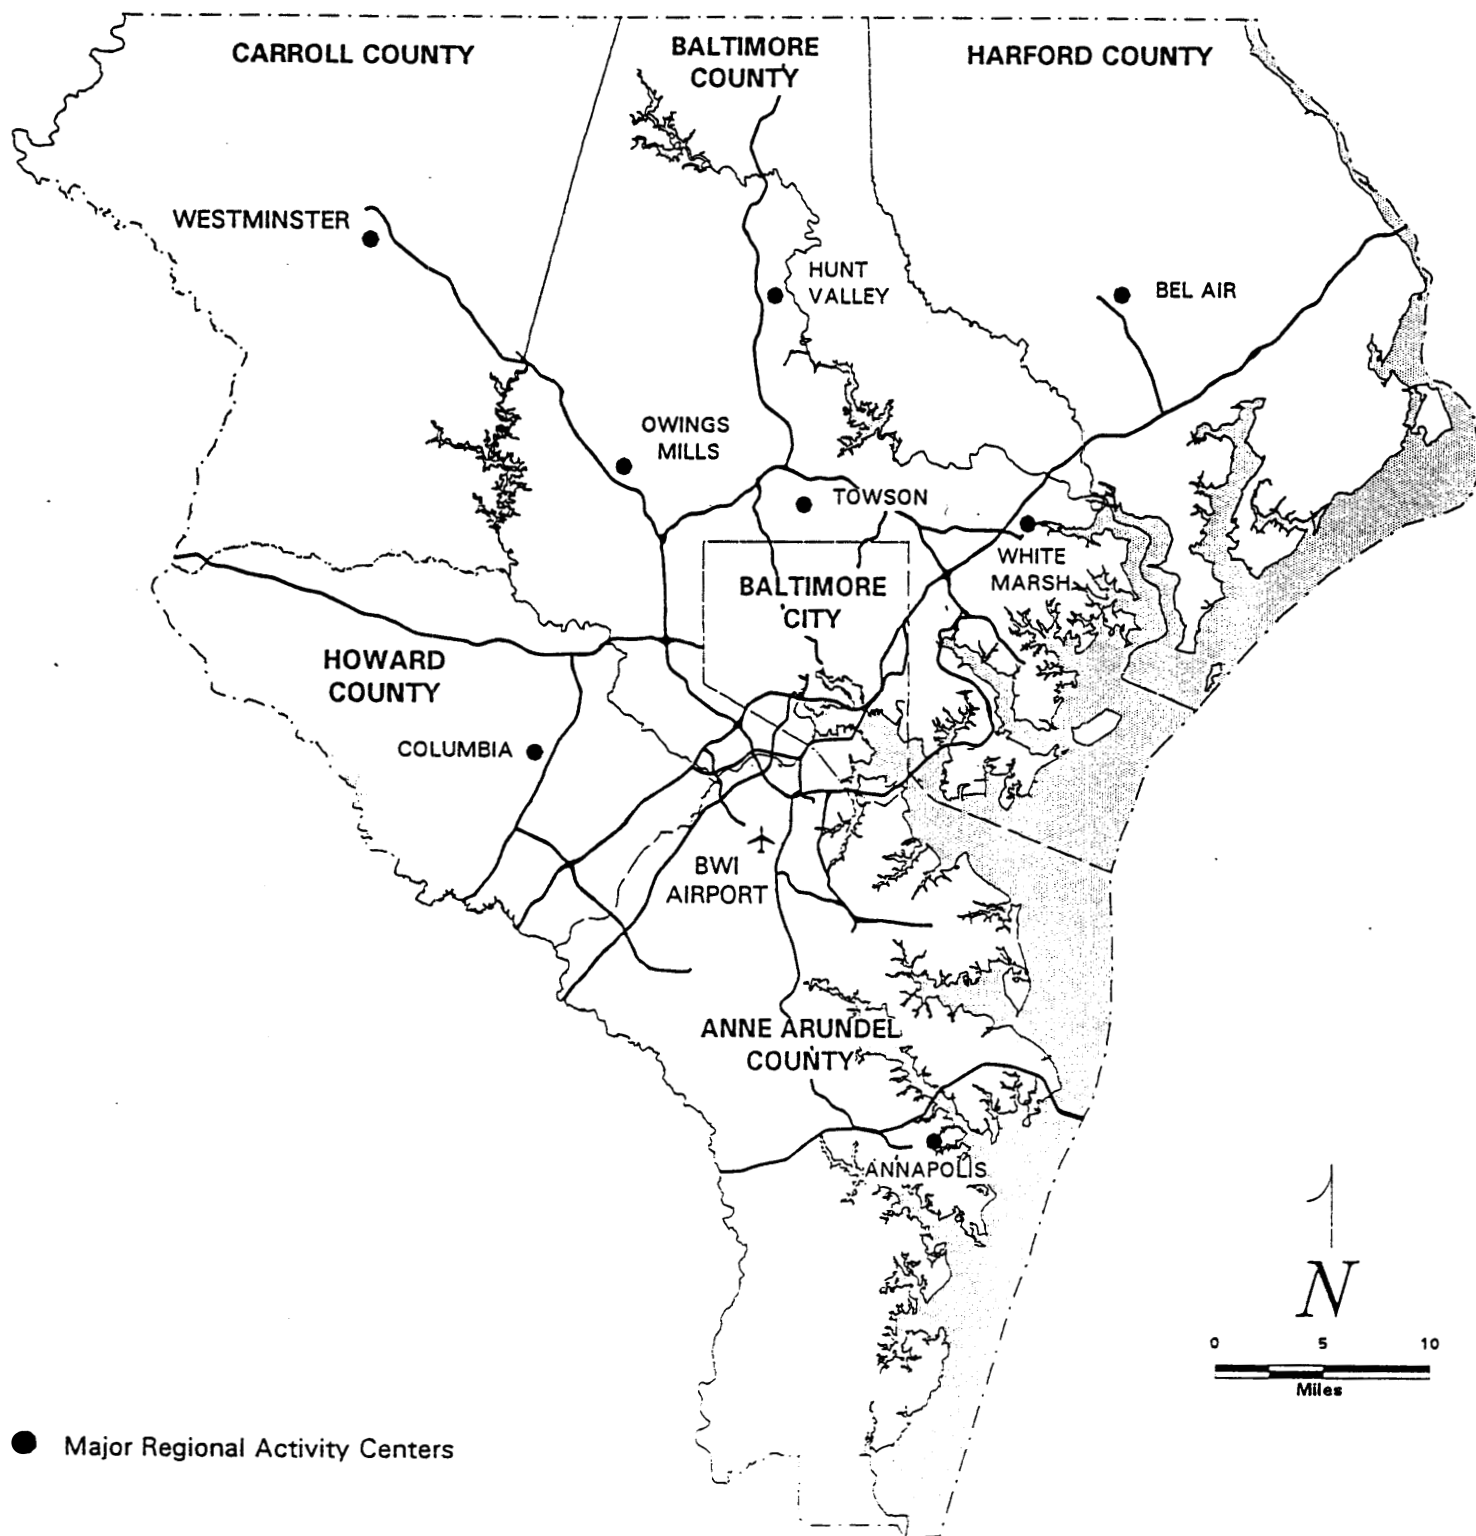 CARROLL COUNTY
BALTIMORE
COUNTY
HARFORD COUNTY
WESTMINSTER
HUNT
VALLEY
BEL AIR
OWINGS
MILLS
TOWSON
WHITE
MARSH
BALTIMORE
CITY
HOWARD
COUNTY
COLUMBIA
BWI
AIRPORT
ANNE ARUNDEL
COUNTY
ANNAPOLIS
N
0 5 10
Miles
Major Regional Activity Centers